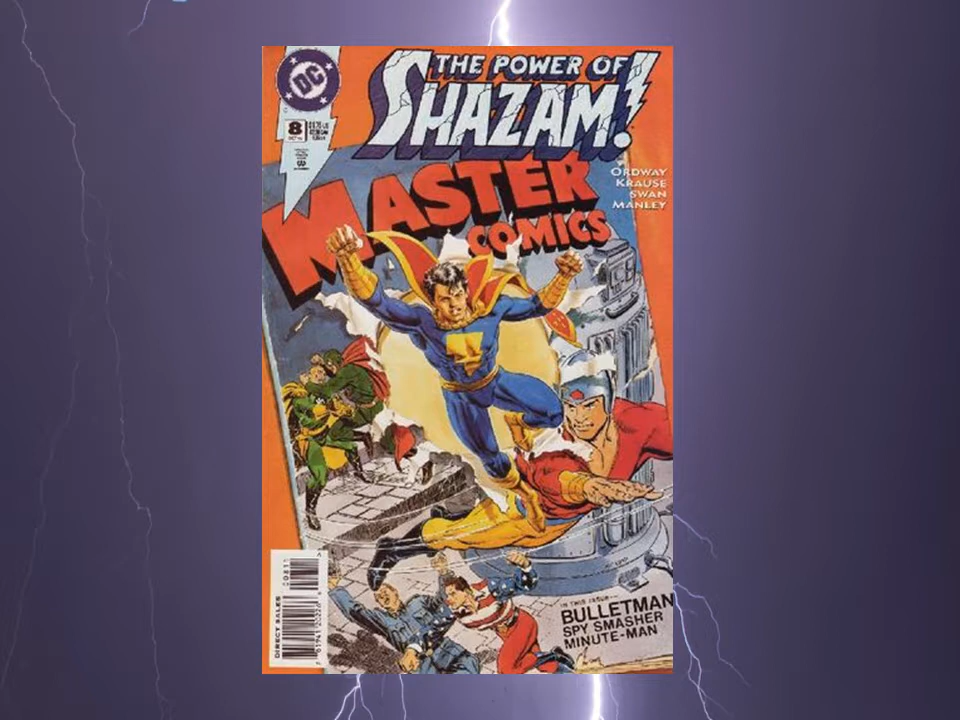 THE POWER OF
SHAZAM!
DC
8
ORDWAY
KRAUSE
SWAN
MANLEY
MASTER
COMICS
IN THIS ISSUE—
BULLETMAN
SPY SMASHER
MINUTE-MAN
DIRECT SALES
00811